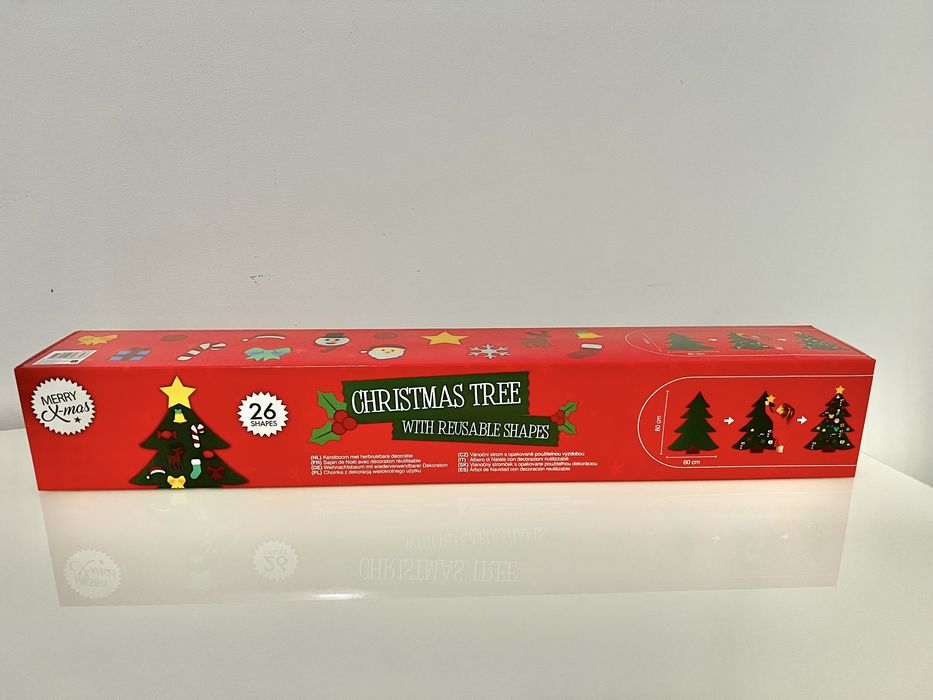 MERRY
X-mas
26
SHAPES
CHRISTMAS TREE
WITH REUSABLE SHAPES
(NL) Kerstboom met herbruikbare decoratie
(FR) Sapin de Noël avec décoration réutilisable
(DE) Weihnachtsbaum mit wiederverwendbarer Dekoration
(PL) Choinka z dekoracją wielokrotnego użytku
(CZ) Vánoční strom s opakovaně použitelnou výzdobou
(IT) Albero di Natale con decorazioni riutilizzabili
(SK) Vianočný stromček s opakovane použiteľnou dekoráciou
(ES) Árbol de Navidad con decoración reutilizable
80 cm
60 cm